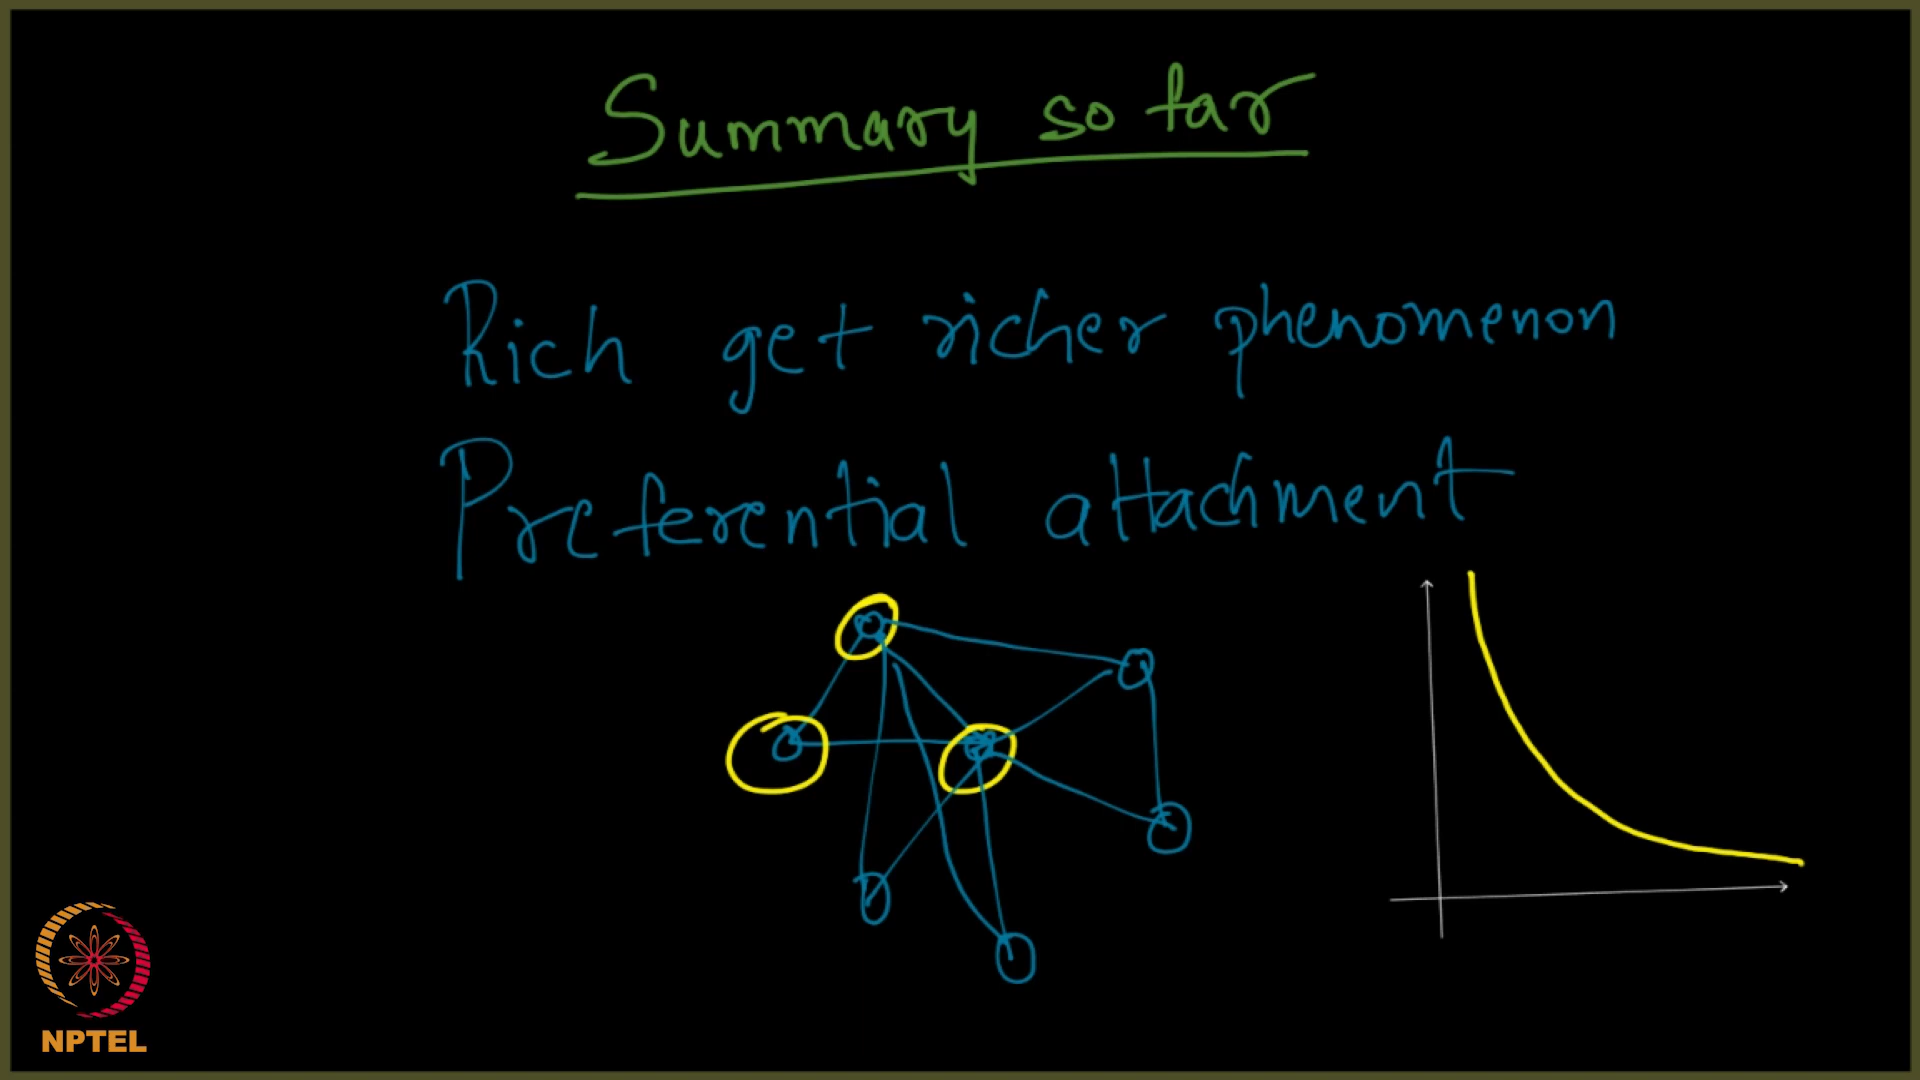 Summary so far
Rich get richer phenomenon
Preferential attachment
NPTEL